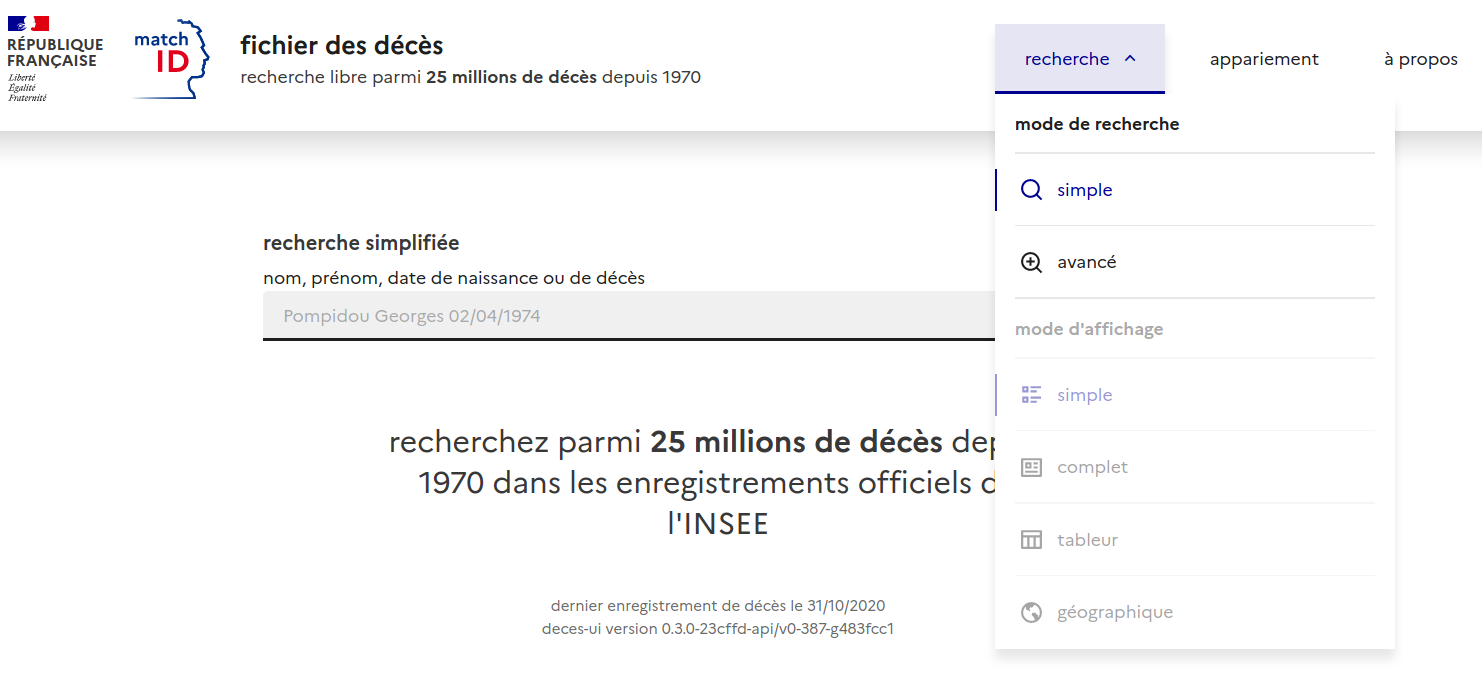 RÉPUBLIQUE
FRANÇAISE
Liberté
Égalité
Fraternité
match
ID
fichier des décès
recherche libre parmi 25 millions de décès depuis 1970
recherche
appariement
à propos
mode de recherche
simple
avancé
mode d'affichage
simple
complet
tableur
géographique
recherche simplifiée
nom, prénom, date de naissance ou de décès
Pompidou Georges 02/04/1974
recherchez parmi 25 millions de décès dep
1970 dans les enregistrements officiels d
l'INSEE
dernier enregistrement de décès le 31/10/2020
deces-ui version 0.3.0-23cffd-api/v0-387-g483fcc1